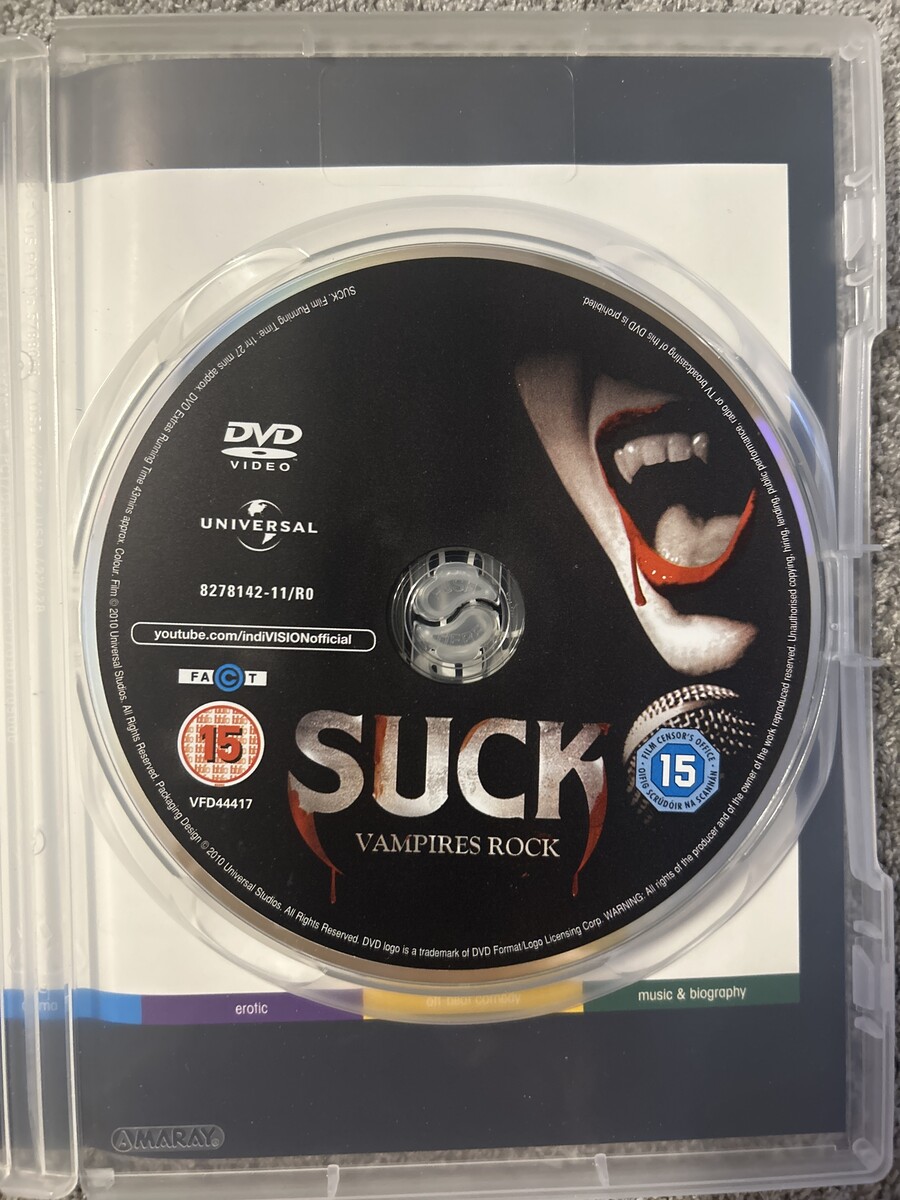 SUCK. Film Running Time: 1hr 27 mins approx. DVD Extras Running Time 43mins approx. Colour. Film © 2010 Universal Studios. All Rights Reserved. Packaging Design © 2010 Universal Studios. All Rights Reserved. DVD logo is a trademark of DVD Format/Logo Licensing Corp. WARNING: All rights of the producer and of the owner of the work reproduced reserved. Unauthorised copying, hiring, lending, public performance, radio or TV broadcasting of this DVD is prohibited.
DVD
VIDEO™
UNIVERSAL
8278142-11/R0
youtube.com/indiVISIONofficial
FACT
15
VFD44417
SUCK
VAMPIRES ROCK
FILM CENSOR'S OFFICE
15
OIFIG SCRÚDÓIR NA SCANNÁN
erotic
off-beat comedy
music & biography
AMARAY